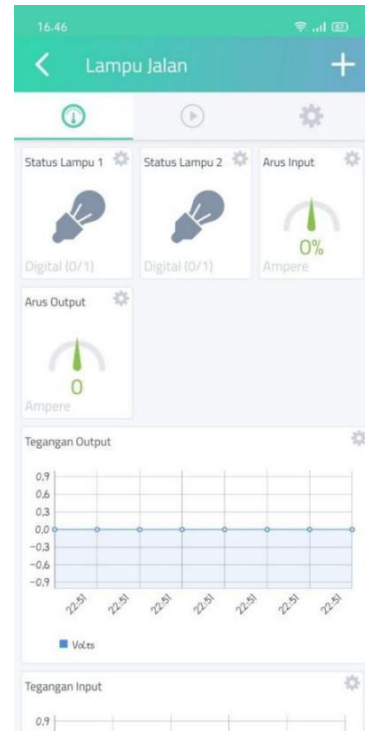 16.46
87
Lampu Jalan
Status Lampu 1
Status Lampu 2
Arus Input
Digital (0/1)
Digital (0/1)
0%
Ampere
Arus Output
0
Ampere
Tegangan Output
0,9
0,6
0,3
0,0
-0,3
-0,6
-0,9
22:51 22:51 22:51 22:51 22:51 22:51 22:51
Volts
Tegangan Input
0,9